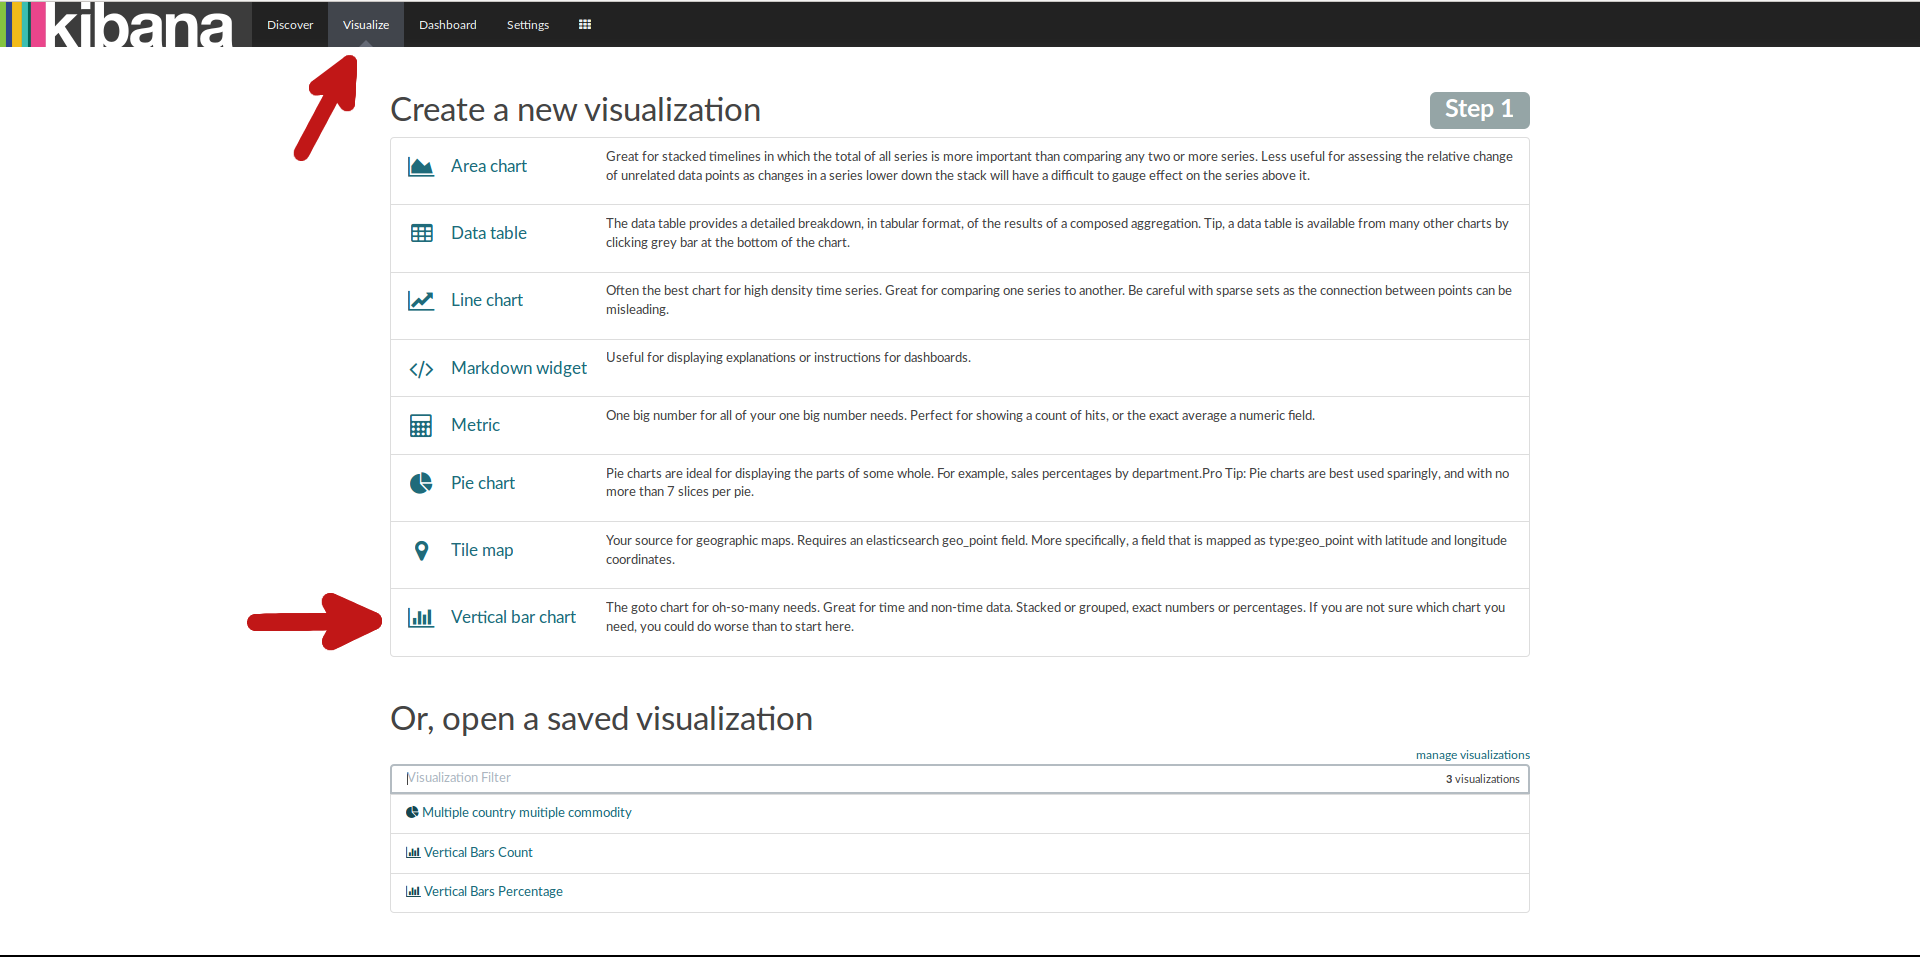 kibana
Discover
Visualize
Dashboard
Settings
Create a new visualization
Step 1
Area chart
Great for stacked timelines in which the total of all series is more important than comparing any two or more series. Less useful for assessing the relative change
of unrelated data points as changes in a series lower down the stack will have a difficult to gauge effect on the series above it.
Data table
The data table provides a detailed breakdown, in tabular format, of the results of a composed aggregation. Tip, a data table is available from many other charts by
clicking grey bar at the bottom of the chart.
Line chart
Often the best chart for high density time series. Great for comparing one series to another. Be careful with sparse sets as the connection between points can be
misleading.
Markdown widget
Useful for displaying explanations or instructions for dashboards.
Metric
One big number for all of your one big number needs. Perfect for showing a count of hits, or the exact average a numeric field.
Pie chart
Pie charts are ideal for displaying the parts of some whole. For example, sales percentages by department.Pro Tip: Pie charts are best used sparingly, and with no
more than 7 slices per pie.
Tile map
Your source for geographic maps. Requires an elasticsearch geo_point field. More specifically, a field that is mapped as type:geo_point with latitude and longitude
coordinates.
Vertical bar chart
The goto chart for oh-so-many needs. Great for time and non-time data. Stacked or grouped, exact numbers or percentages. If you are not sure which chart you
need, you could do worse than to start here.
Or, open a saved visualization
manage visualizations
Visualization Filter
3 visualizations
Multiple country muitiple commodity
Vertical Bars Count
Vertical Bars Percentage